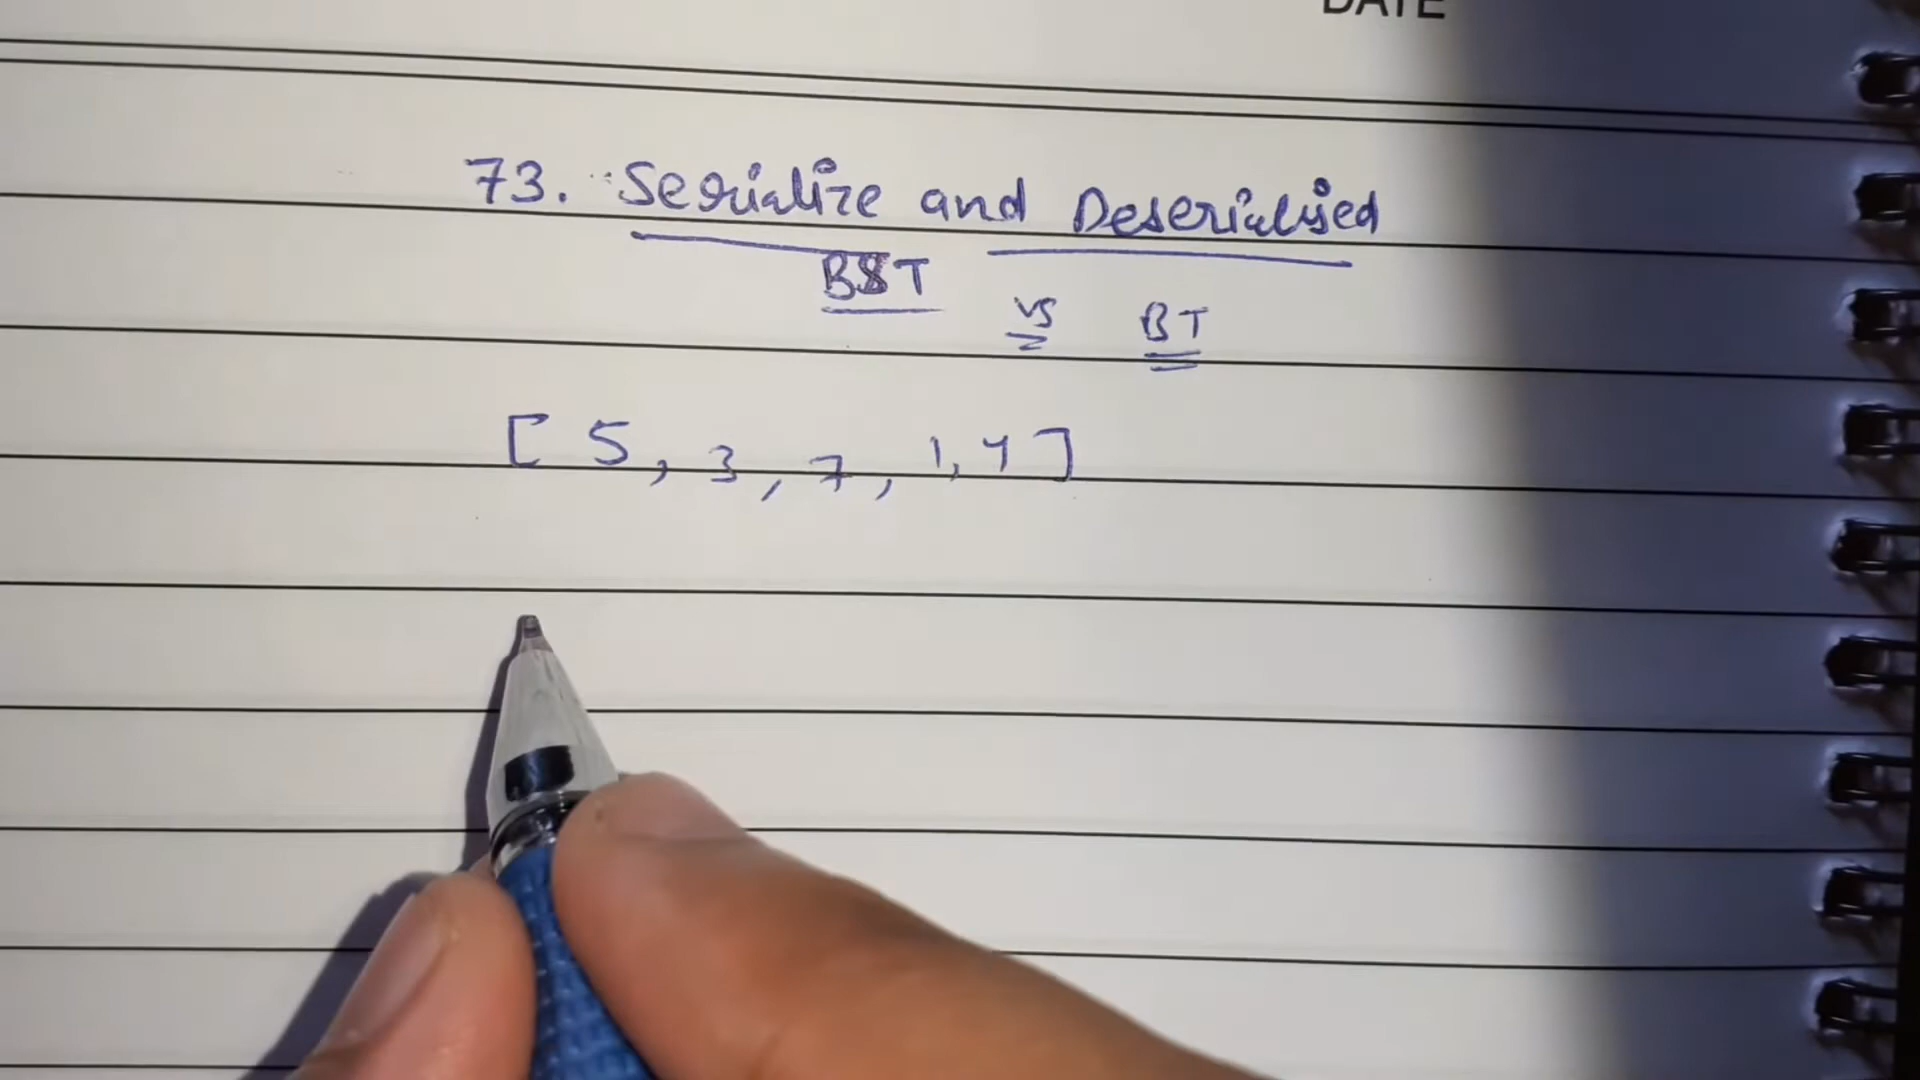 DATE
73. Serialize and Deserialised
BST
vs BT
[ 5, 3, 7, 1, 4 ]